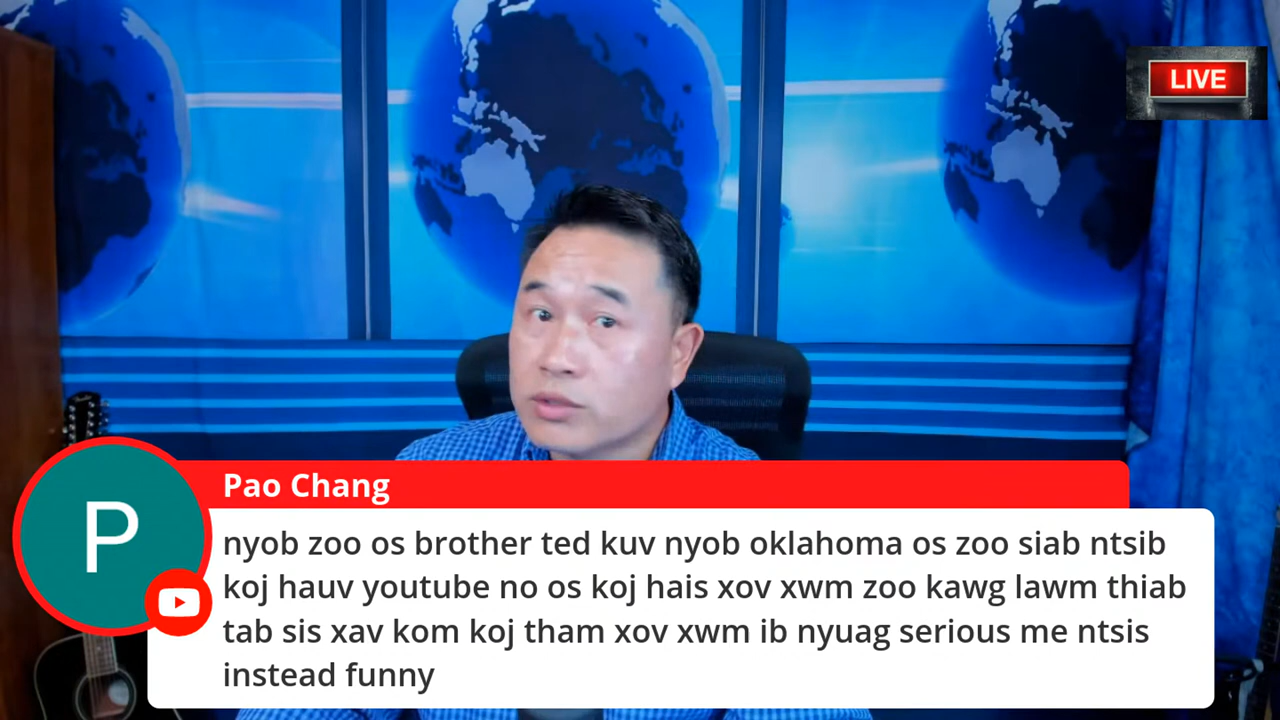 LIVE
Pao Chang
P
nyob zoo os brother ted kuv nyob oklahoma os zoo siab ntsib
koj hauv youtube no os koj hais xov xwm zoo kawg lawm thiab
tab sis xav kom koj tham xov xwm ib nyuag serious me ntsis
instead funny